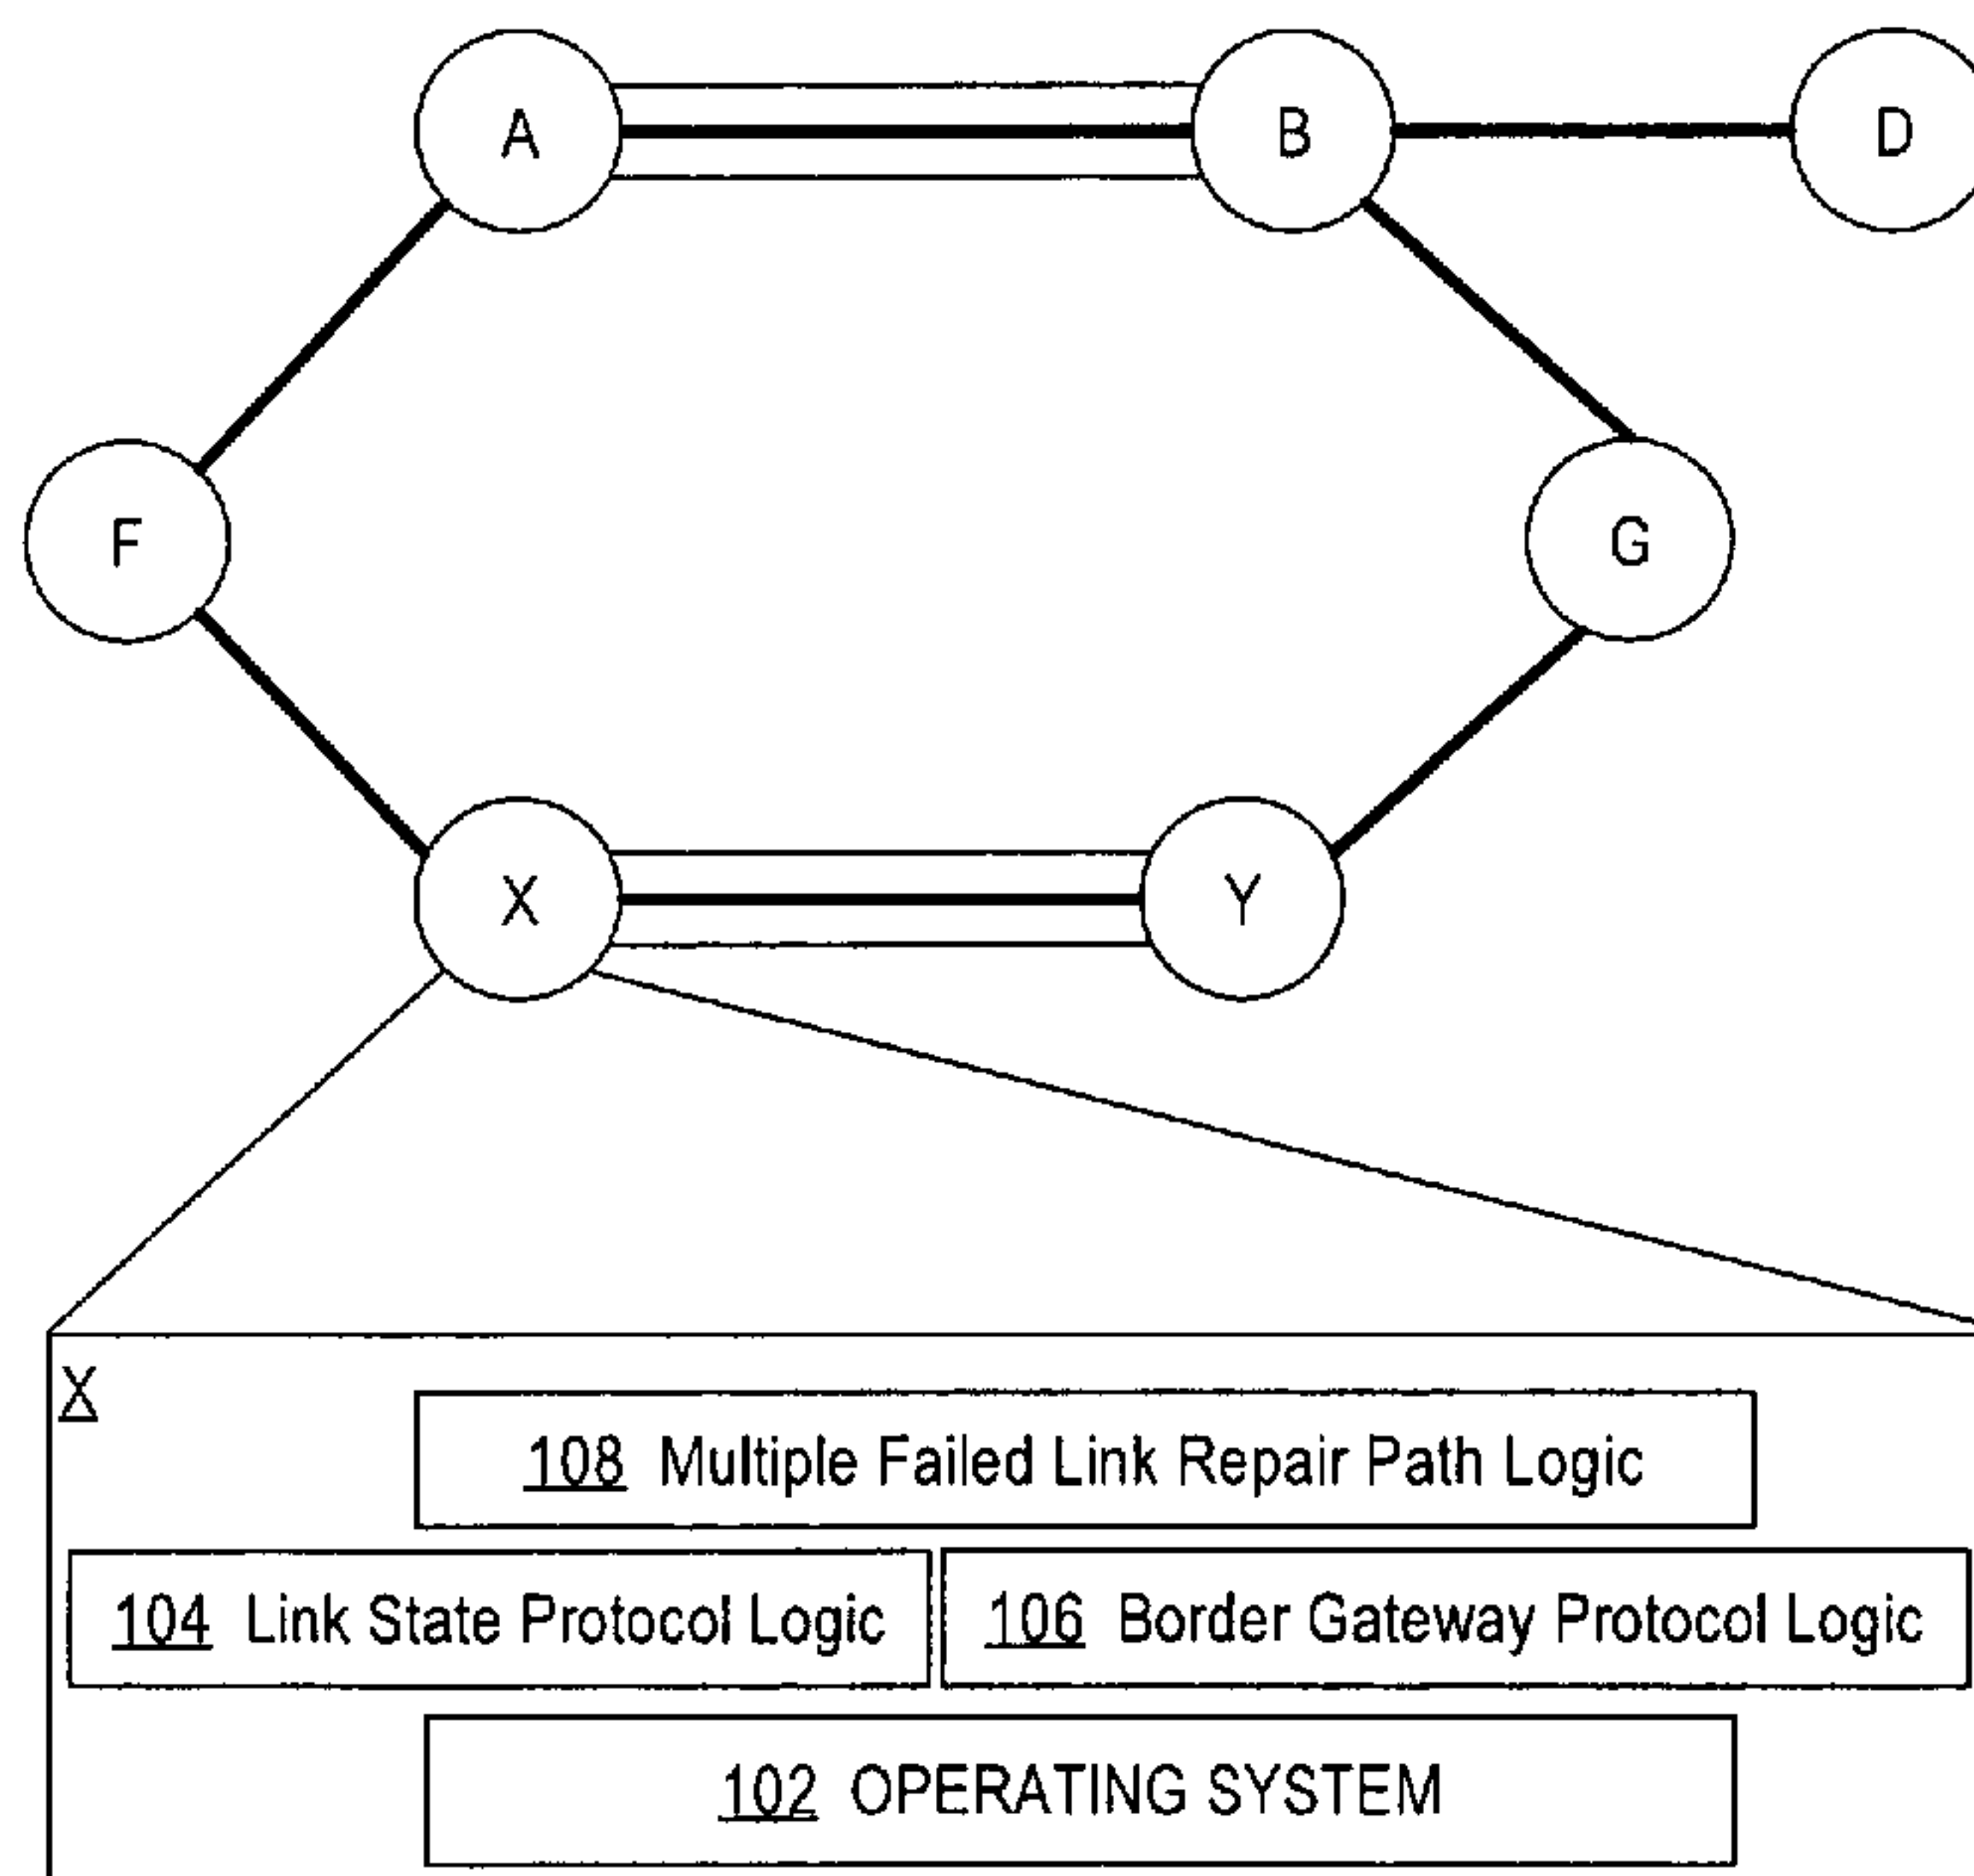 A
B
D
F
G
X
Y
X
108 Multiple Failed Link Repair Path Logic
104 Link State Protocol Logic
106 Border Gateway Protocol Logic
102 OPERATING SYSTEM